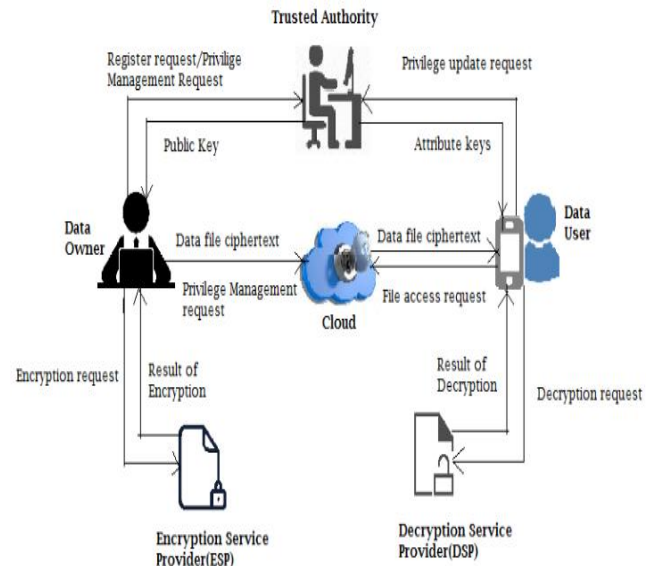 Trusted Authority
Register request/Privilige
Management Request
Privilege update request
Public Key
Attribute keys
Data
Owner
Data file ciphertext
Data file ciphertext
Data
User
Privilege Management
request
File access request
Cloud
Encryption request
Result of
Encryption
Result of
Decryption
Decryption request
Encryption Service
Provider(ESP)
Decryption Service
Provider(DSP)